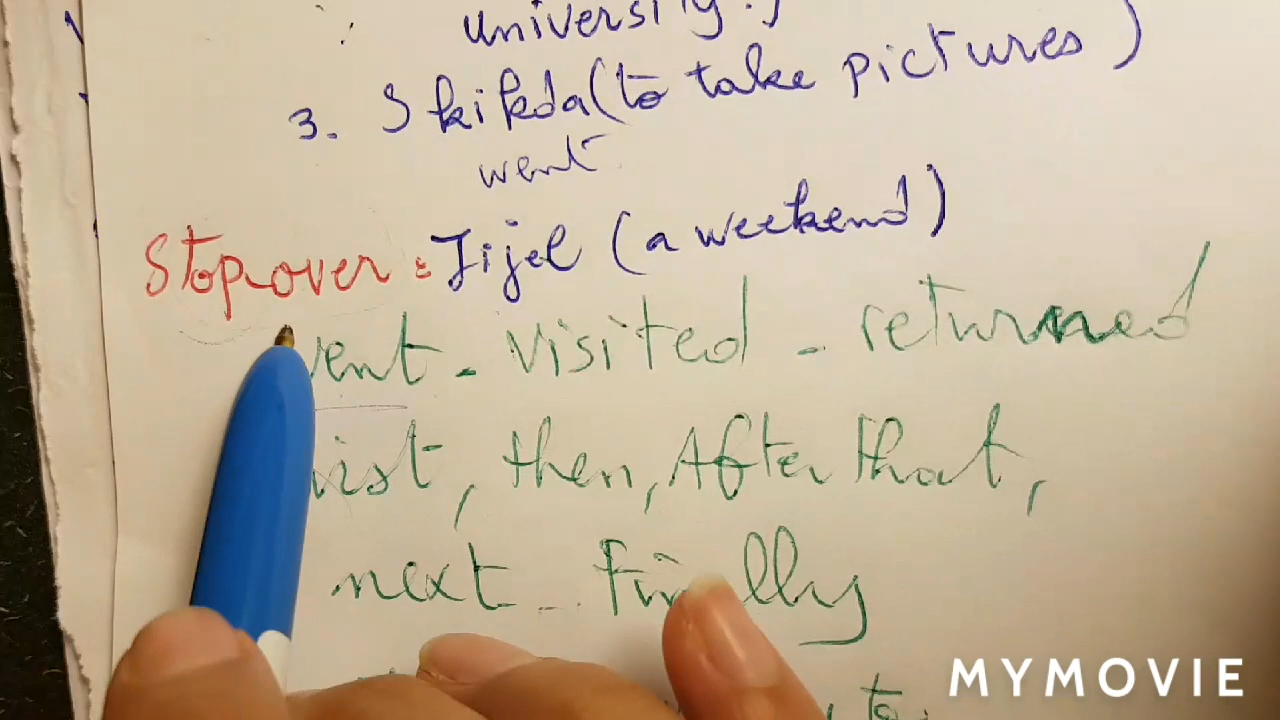 university.)
3. Skikda (to take pictures)
went
Stopover : Jijel (a weekend)
went - visited - returned
First, then, After that,
next - Finally
to
MYMOVIE